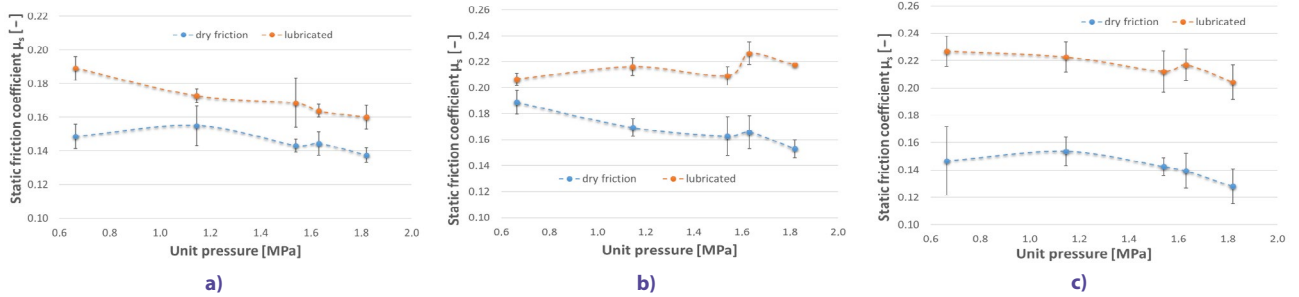 0.22
0.20
0.18
0.16
0.14
0.12
0.10
Static friction coefficient μs [–]
dry friction
lubricated
0.6 0.8 1.0 1.2 1.4 1.6 1.8 2.0
Unit pressure [MPa]
a)
0.26
0.24
0.22
0.20
0.18
0.16
0.14
0.12
0.10
Static friction coefficient μs [–]
dry friction
lubricated
0.6 0.8 1.0 1.2 1.4 1.6 1.8 2.0
Unit pressure [MPa]
b)
0.26
0.24
0.22
0.20
0.18
0.16
0.14
0.12
0.10
Static friction coefficient μs [–]
dry friction
lubricated
0.6 0.8 1.0 1.2 1.4 1.6 1.8 2.0
Unit pressure [MPa]
c)